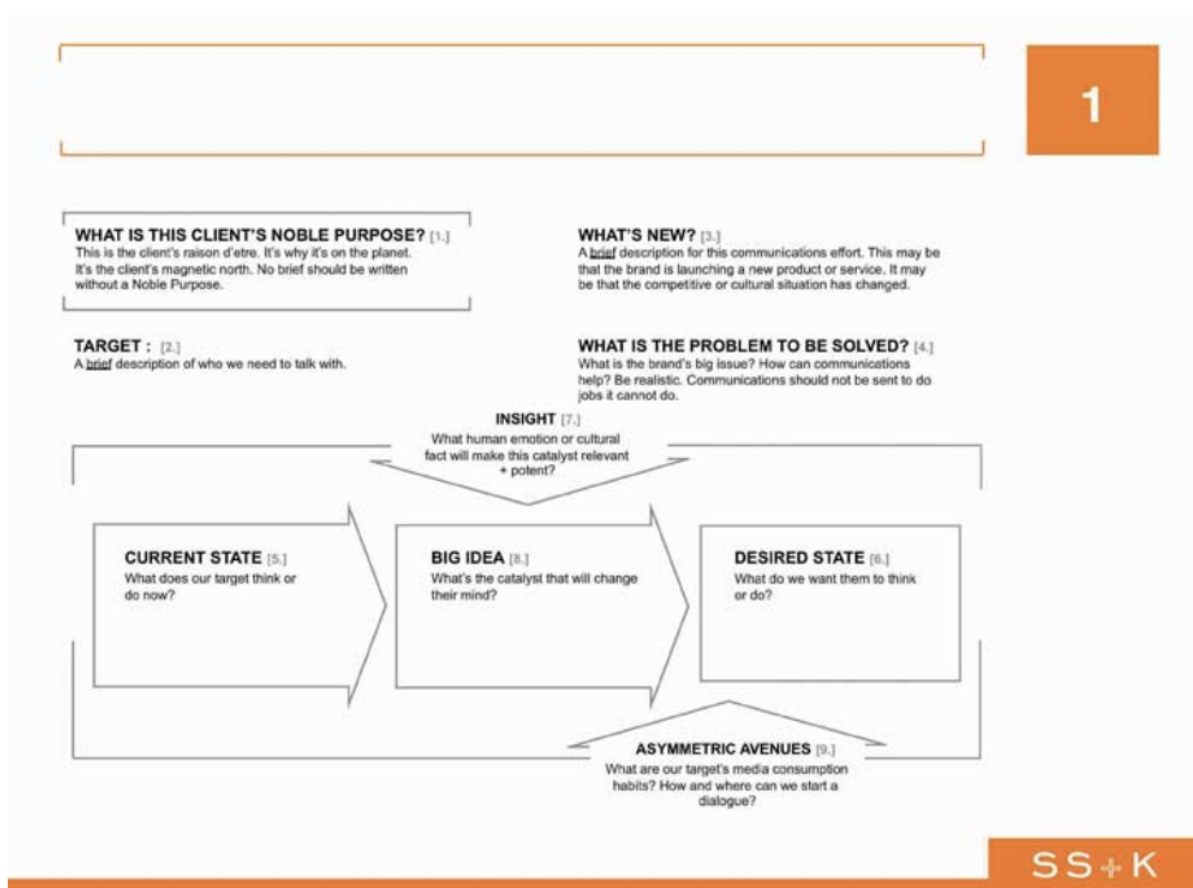 1
WHAT IS THIS CLIENT'S NOBLE PURPOSE? [1.]
This is the client's raison d'etre. It's why it's on the planet.
It's the client's magnetic north. No brief should be written
without a Noble Purpose.
WHAT'S NEW? [3.]
A brief description for this communications effort. This may be
that the brand is launching a new product or service. It may
be that the competitive or cultural situation has changed.
TARGET : [2.]
A brief description of who we need to talk with.
WHAT IS THE PROBLEM TO BE SOLVED? [4.]
What is the brand's big issue? How can communications
help? Be realistic. Communications should not be sent to do
jobs it cannot do.
INSIGHT [7.]
What human emotion or cultural
fact will make this catalyst relevant
+ potent?
CURRENT STATE [5.]
What does our target think or
do now?
BIG IDEA [8.]
What's the catalyst that will change
their mind?
DESIRED STATE [6.]
What do we want them to think
or do?
ASYMMETRIC AVENUES [9.]
What are our target's media consumption
habits? How and where can we start a
dialogue?
SS+K